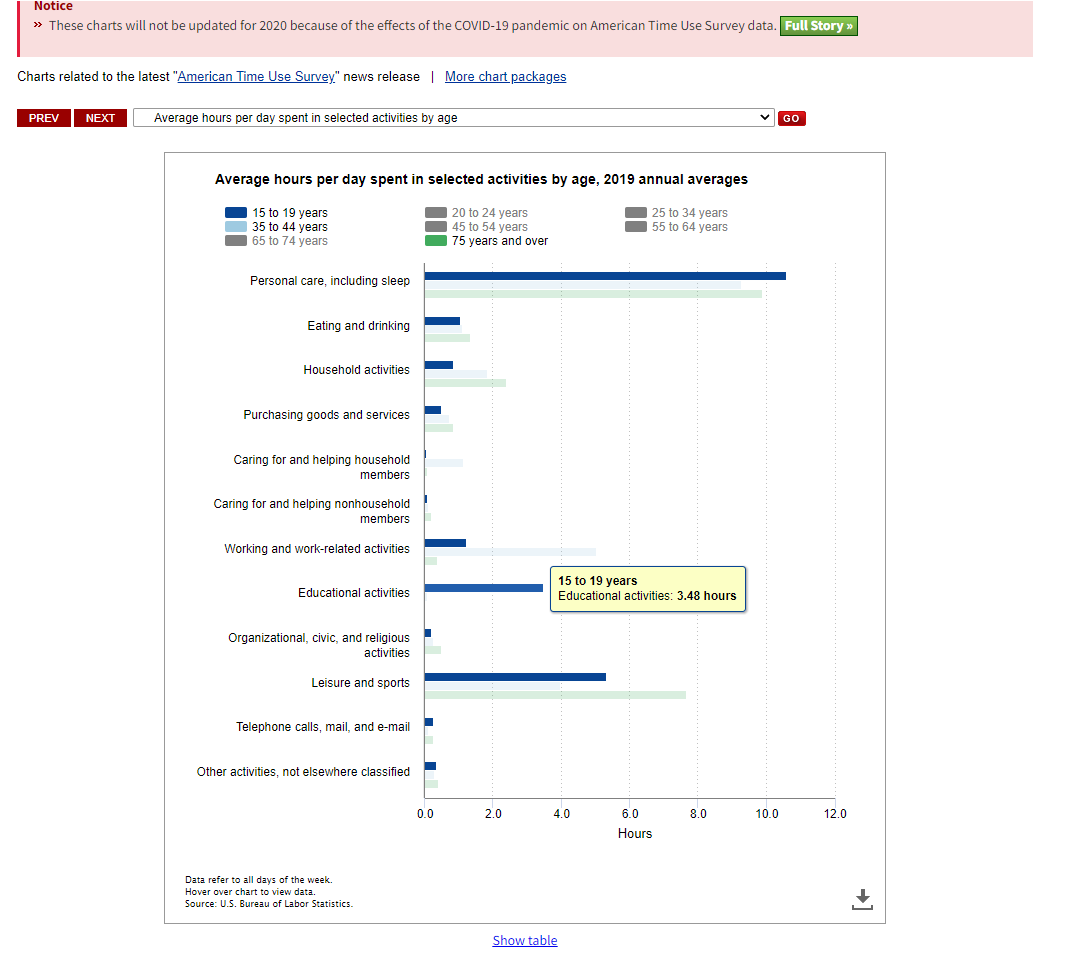 Notice
» These charts will not be updated for 2020 because of the effects of the COVID-19 pandemic on American Time Use Survey data. Full Story »
Charts related to the latest "American Time Use Survey" news release | More chart packages
PREV NEXT Average hours per day spent in selected activities by age GO
Average hours per day spent in selected activities by age, 2019 annual averages
15 to 19 years 20 to 24 years 25 to 34 years
35 to 44 years 45 to 54 years 55 to 64 years
65 to 74 years 75 years and over
Personal care, including sleep
Eating and drinking
Household activities
Purchasing goods and services
Caring for and helping household
members
Caring for and helping nonhousehold
members
Working and work-related activities
15 to 19 years
Educational activities Educational activities: 3.48 hours
Organizational, civic, and religious
activities
Leisure and sports
Telephone calls, mail, and e-mail
Other activities, not elsewhere classified
0.0 2.0 4.0 6.0 8.0 10.0 12.0
Hours
Data refer to all days of the week.
Hover over chart to view data.
Source: U.S. Bureau of Labor Statistics.
Show table